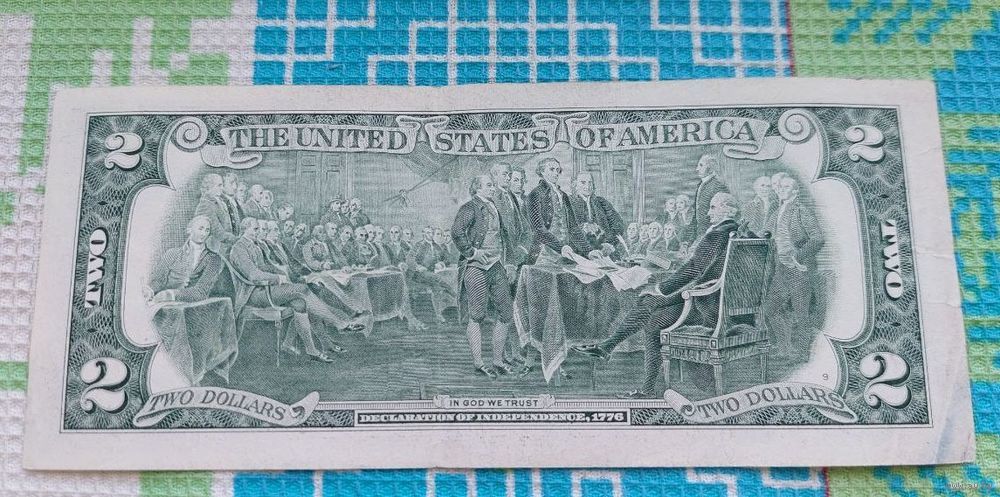 2
THE UNITED STATES OF AMERICA
2
TWO
TWO
9
2
2
TWO DOLLARS
IN GOD WE TRUST
TWO DOLLARS
DECLARATION OF INDEPENDENCE, 1776